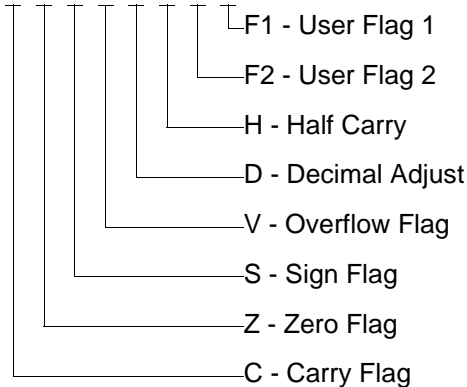 F1 - User Flag 1
F2 - User Flag 2
H - Half Carry
D - Decimal Adjust
V - Overflow Flag
S - Sign Flag
Z - Zero Flag
C - Carry Flag